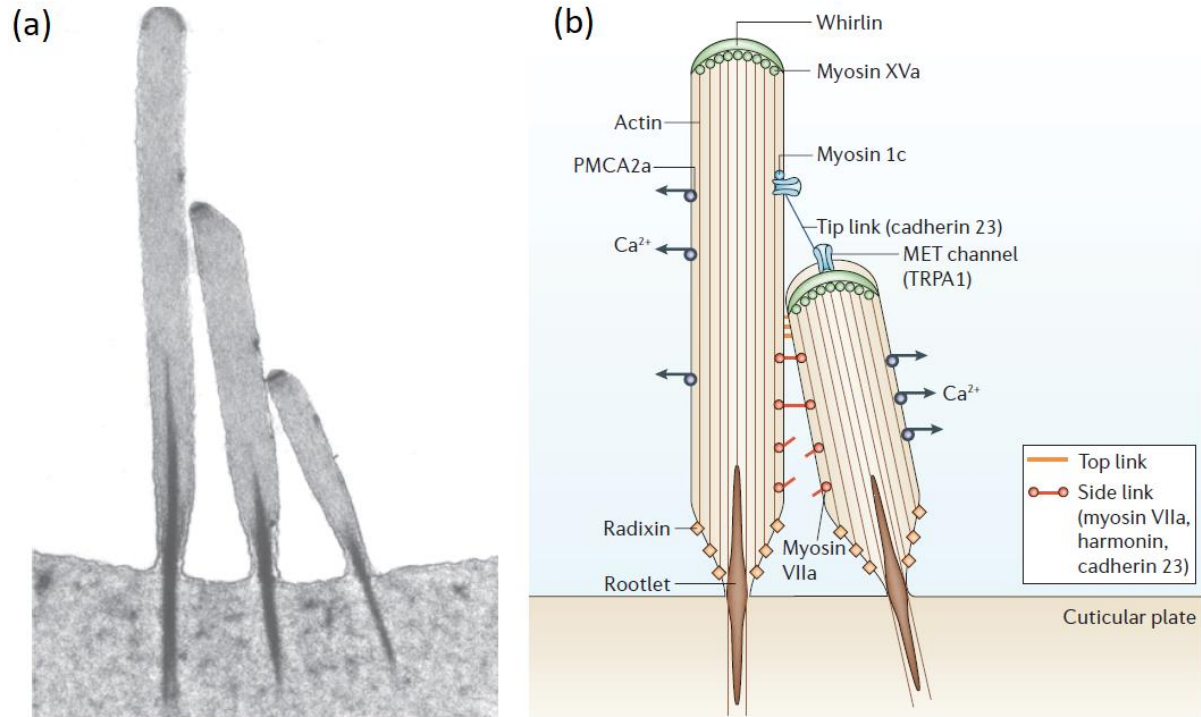 (a)
(b)
Whirlin
Myosin XVa
Actin
Myosin 1c
PMCA2a
Tip link (cadherin 23)
Ca²⁺
MET channel
(TRPA1)
Ca²⁺
Top link
Side link
(myosin VIIa,
harmonin,
cadherin 23)
Radixin
Myosin
VIIa
Rootlet
Cuticular plate